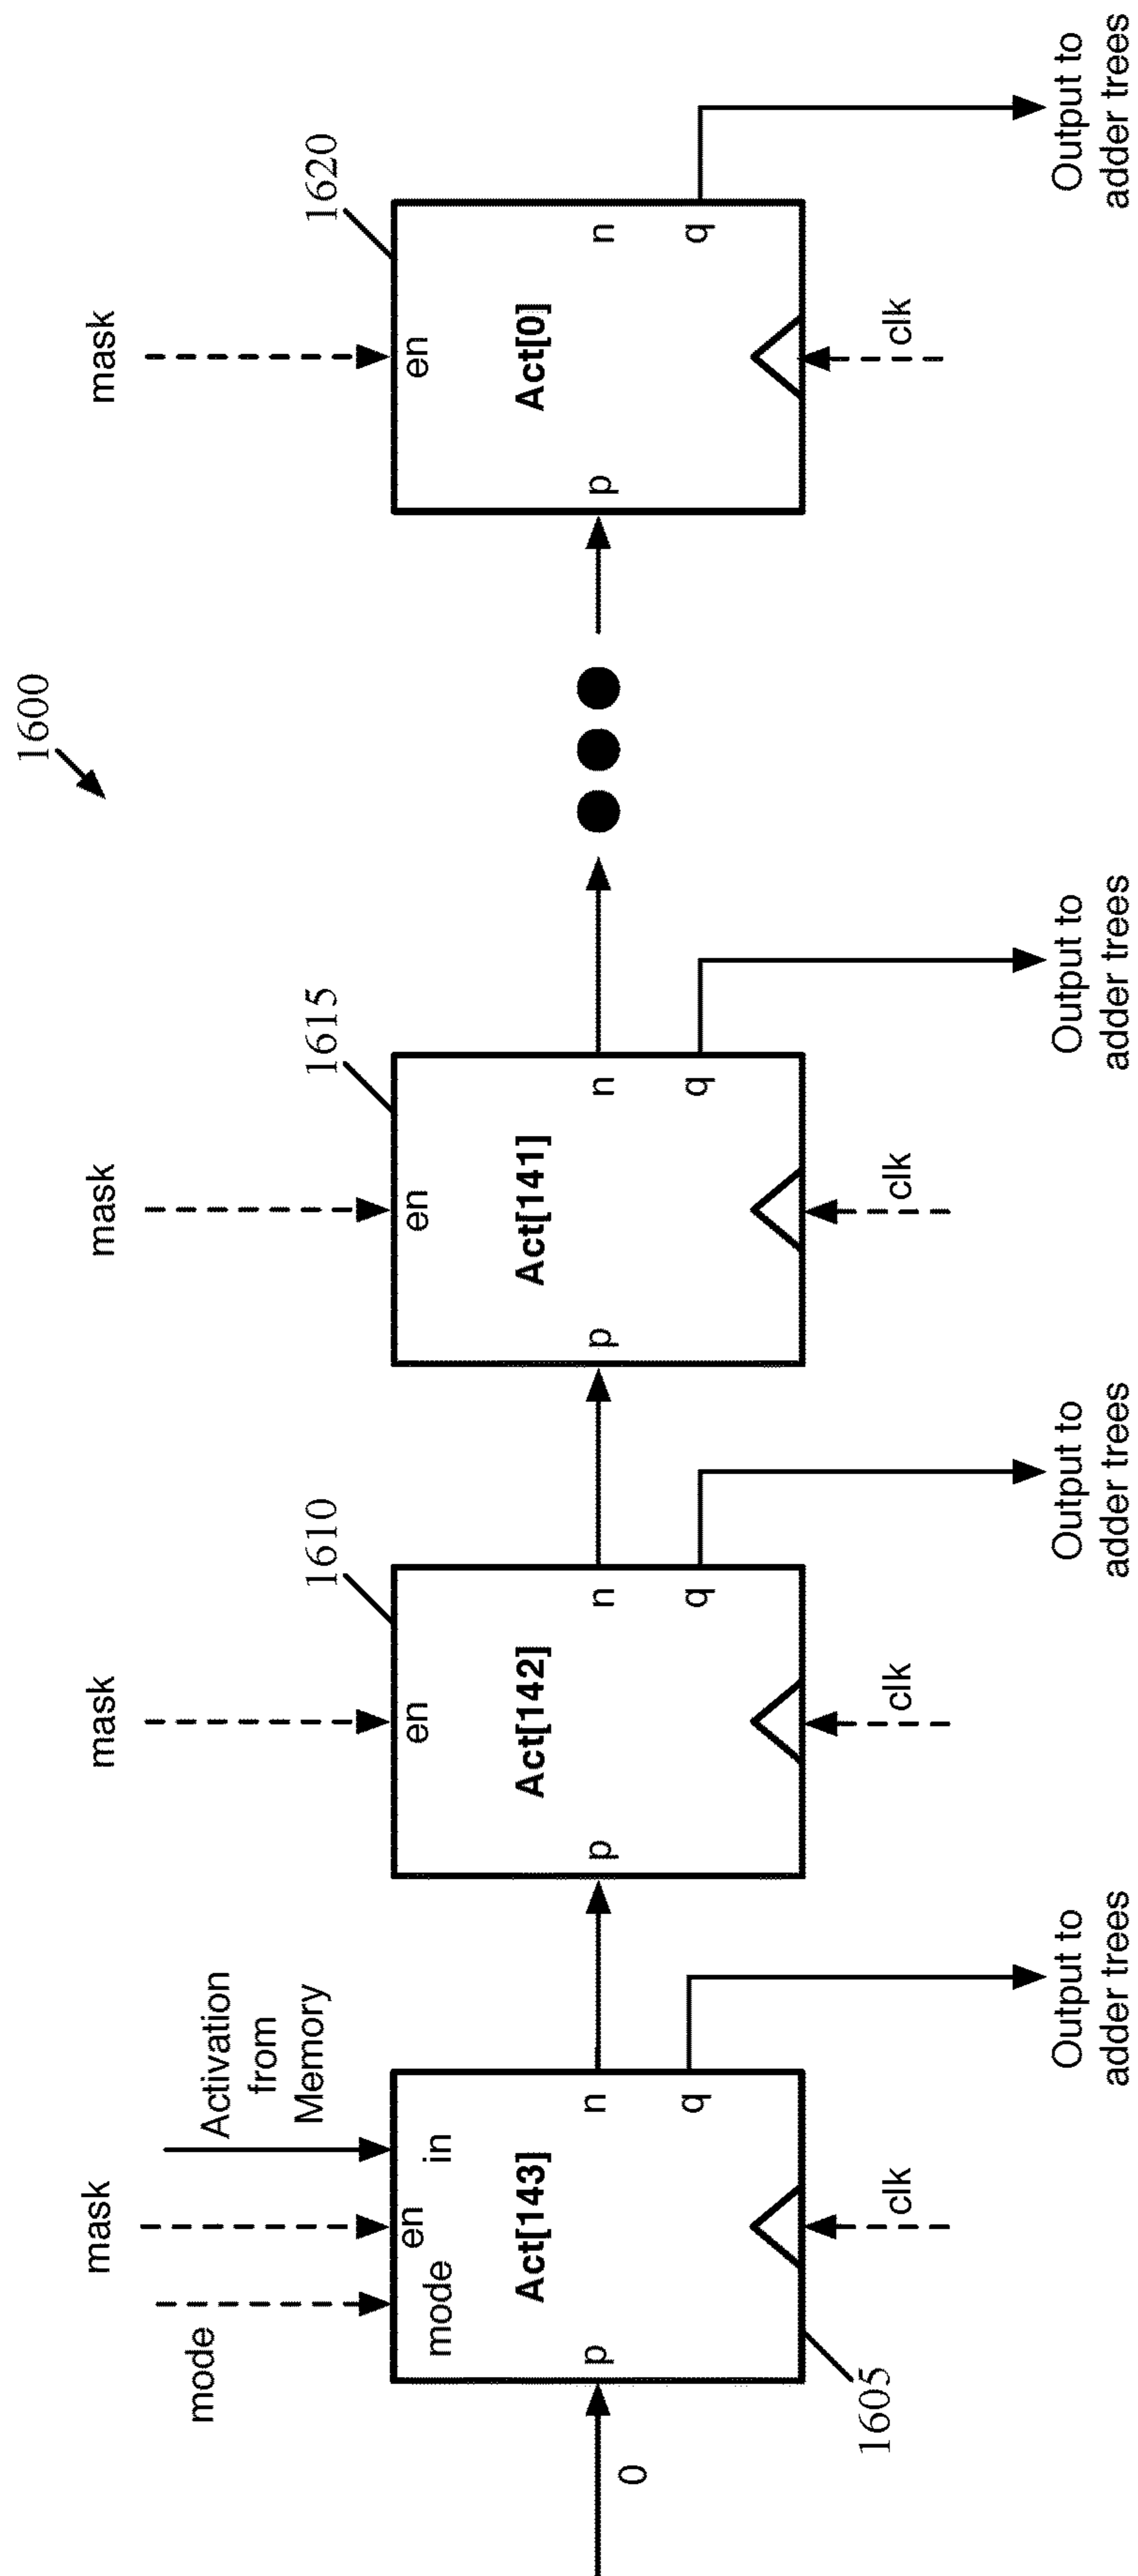 1600
mode
mask
Activation
from
Memory
mask
mask
mask
1610
1615
1620
mode
en
in
en
en
en
Act[143]
Act[142]
Act[141]
Act[0]
0
p
n
p
n
p
n
p
n
q
q
q
q
1605
clk
clk
clk
clk
Output to
adder trees
Output to
adder trees
Output to
adder trees
Output to
adder trees